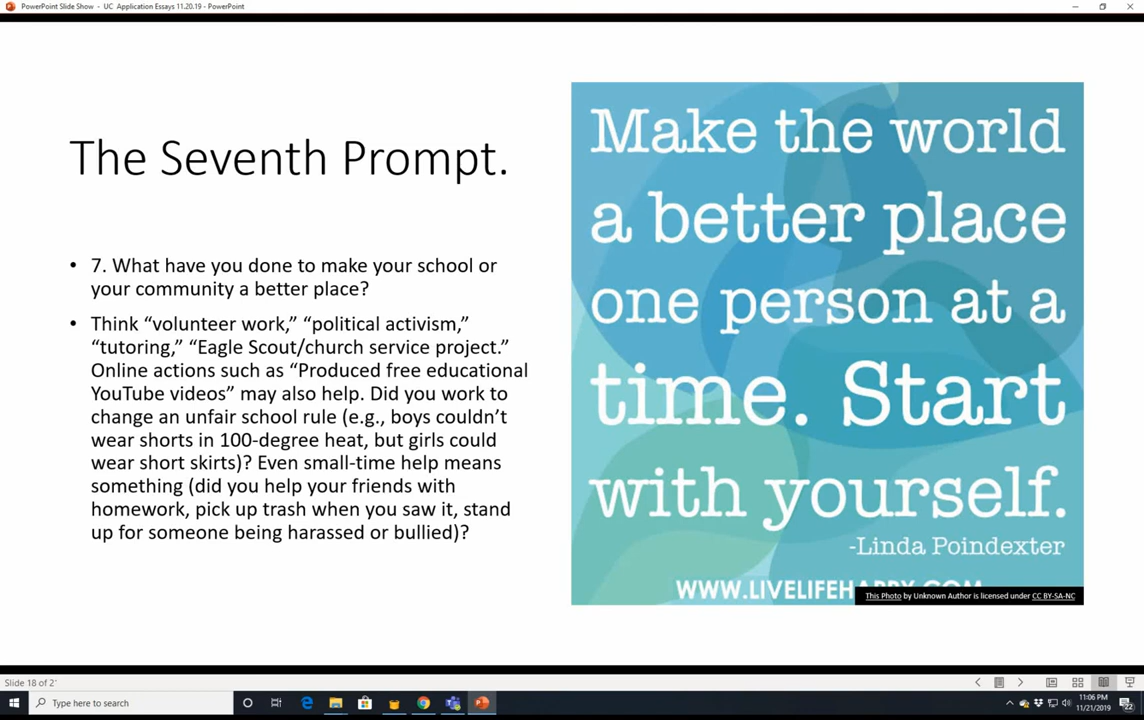 PowerPoint Slide Show - UC Application Essays 11.20.19 - PowerPoint
The Seventh Prompt.
• 7. What have you done to make your school or
your community a better place?
• Think “volunteer work,” “political activism,”
“tutoring,” “Eagle Scout/church service project.”
Online actions such as “Produced free educational
YouTube videos” may also help. Did you work to
change an unfair school rule (e.g., boys couldn’t
wear shorts in 100-degree heat, but girls could
wear short skirts)? Even small-time help means
something (did you help your friends with
homework, pick up trash when you saw it, stand
up for someone being harassed or bullied)?
Make the world
a better place
one person at a
time. Start
with yourself.
-Linda Poindexter
This Photo by Unknown Author is licensed under CC BY-SA-NC
Slide 18 of
Type here to search
11:06 PM
11/21/2019
22